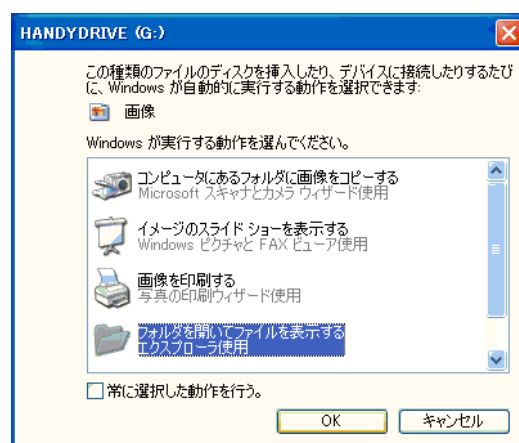 HANDYDRIVE (G:)
この種類のファイルのディスクを挿入したり、デバイスに接続したりするたび
に、Windows が自動的に実行する動作を選択できます:
画像
Windows が実行する動作を選んでください。
コンピュータにあるフォルダに画像をコピーする
Microsoft スキャナとカメラ ウィザード使用
イメージのスライド ショーを表示する
Windows ピクチャと FAX ビューア使用
画像を印刷する
写真の印刷ウィザード使用
フォルダを開いてファイルを表示する
エクスプローラ使用
常に選択した動作を行う。
OK
キャンセル